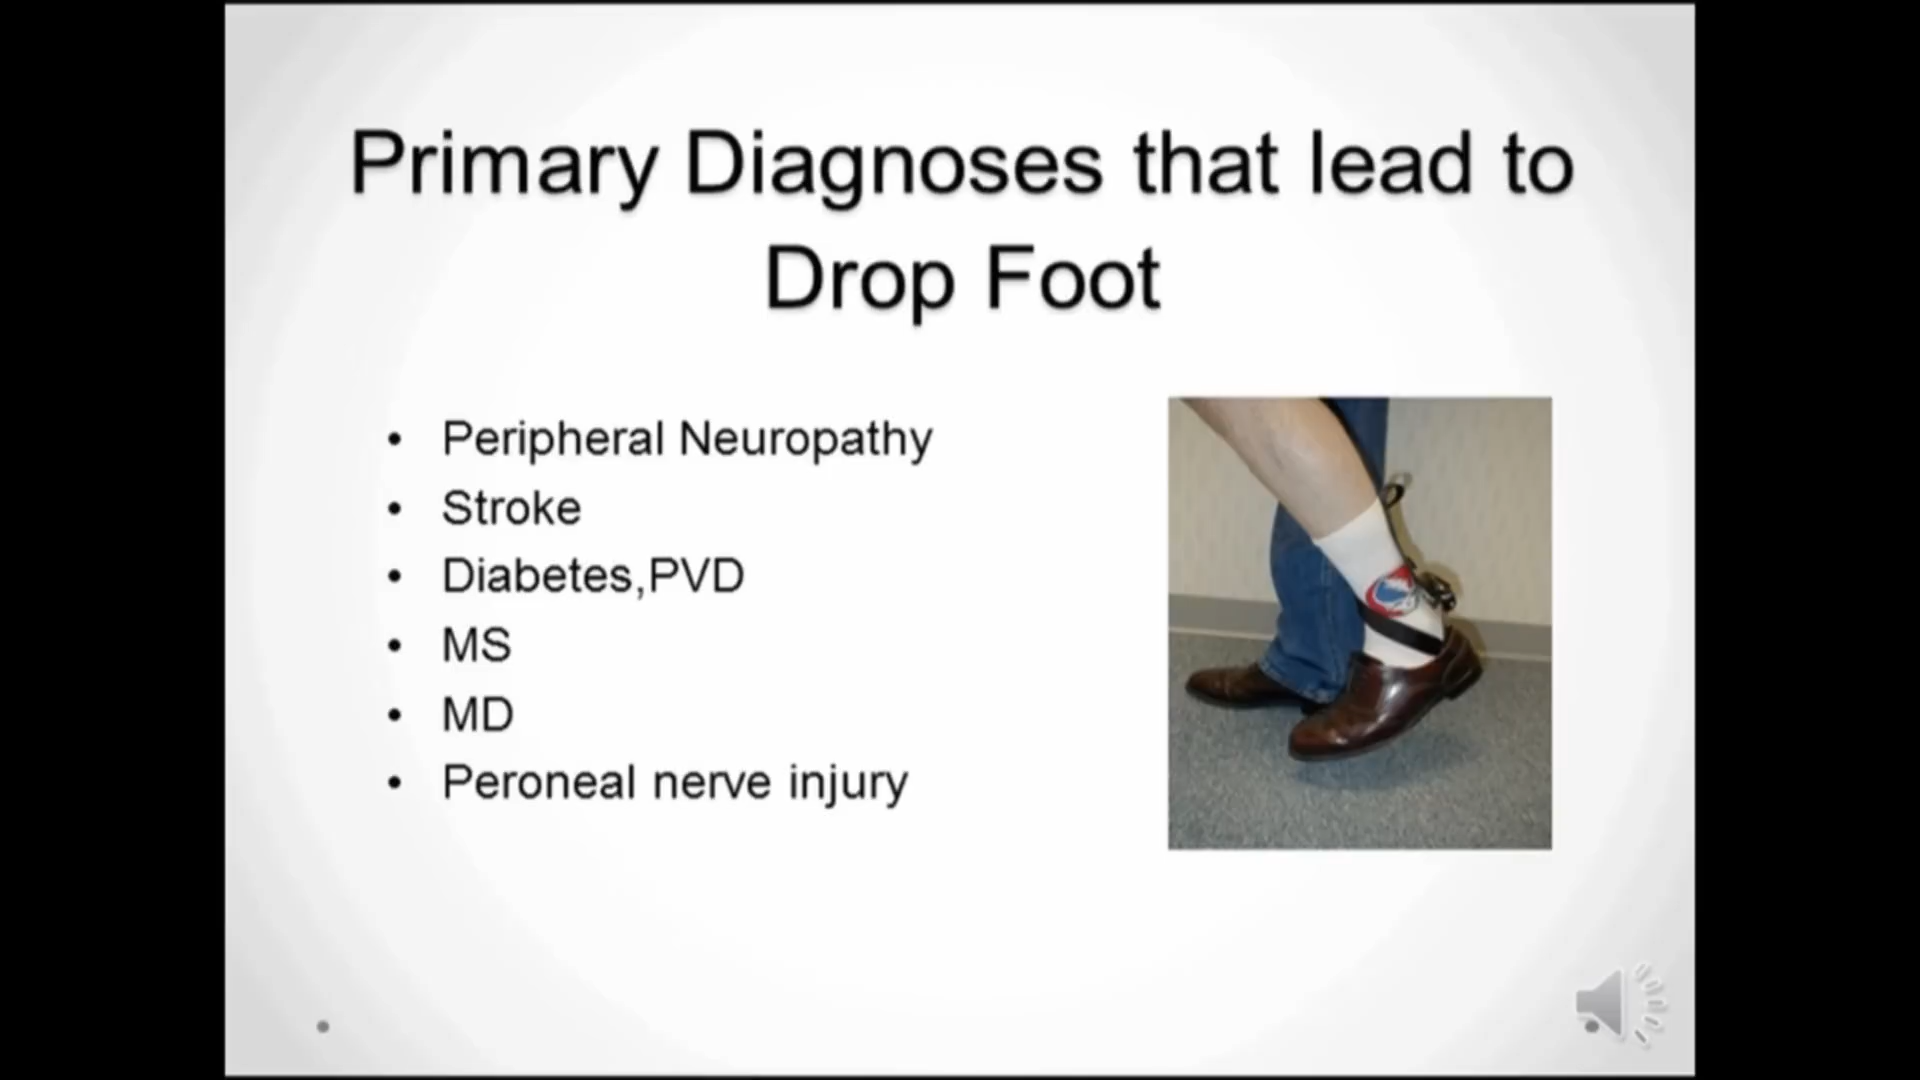 Primary Diagnoses that lead to
Drop Foot
• Peripheral Neuropathy
• Stroke
• Diabetes,PVD
• MS
• MD
• Peroneal nerve injury